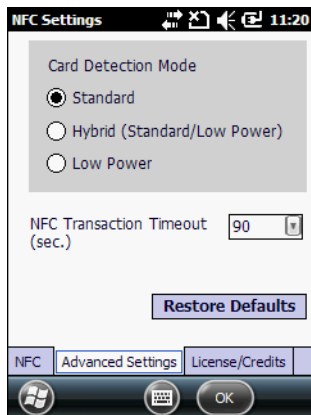 NFC Settings 11:20
Card Detection Mode
Standard
Hybrid (Standard/Low Power)
Low Power
NFC Transaction Timeout 90
(sec.)
Restore Defaults
NFC Advanced Settings License/Credits
OK